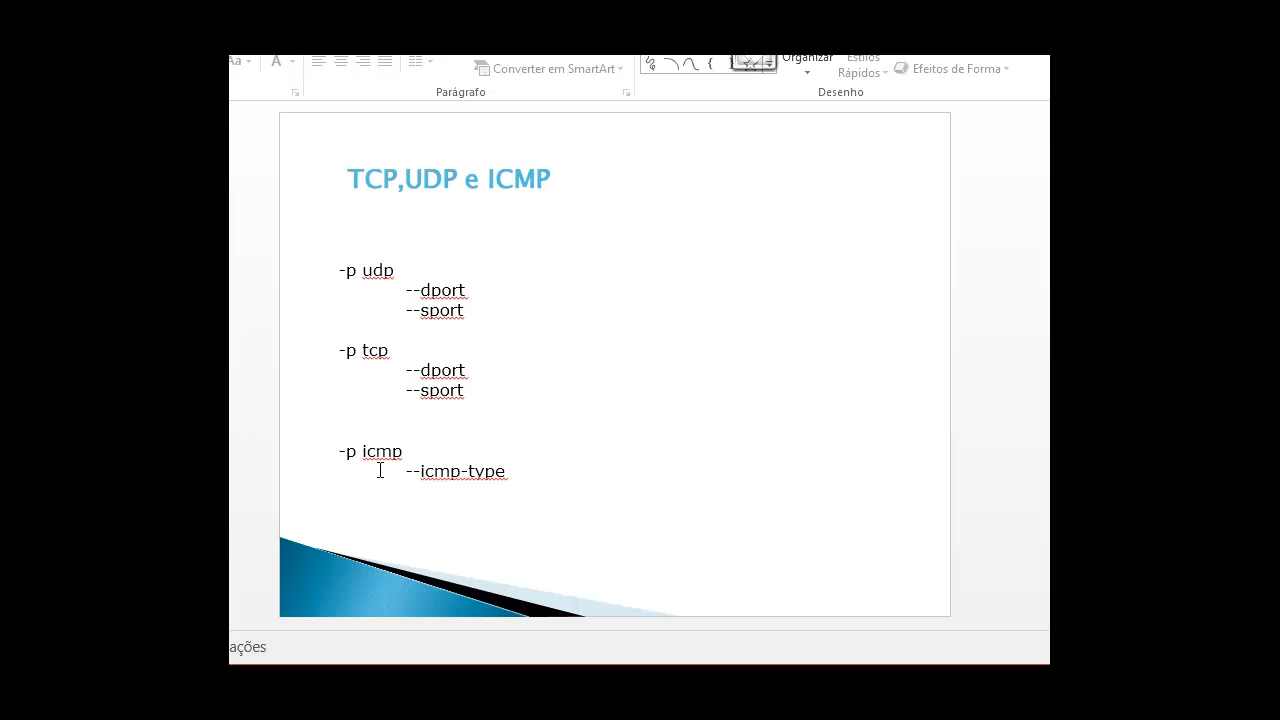 Aa A Converter em SmartArt Organizar Estilos
Rápidos Efeitos de Forma
Parágrafo Desenho
TCP,UDP e ICMP
-p udp
--dport
--sport
-p tcp
--dport
--sport
-p icmp
--icmp-type
ações